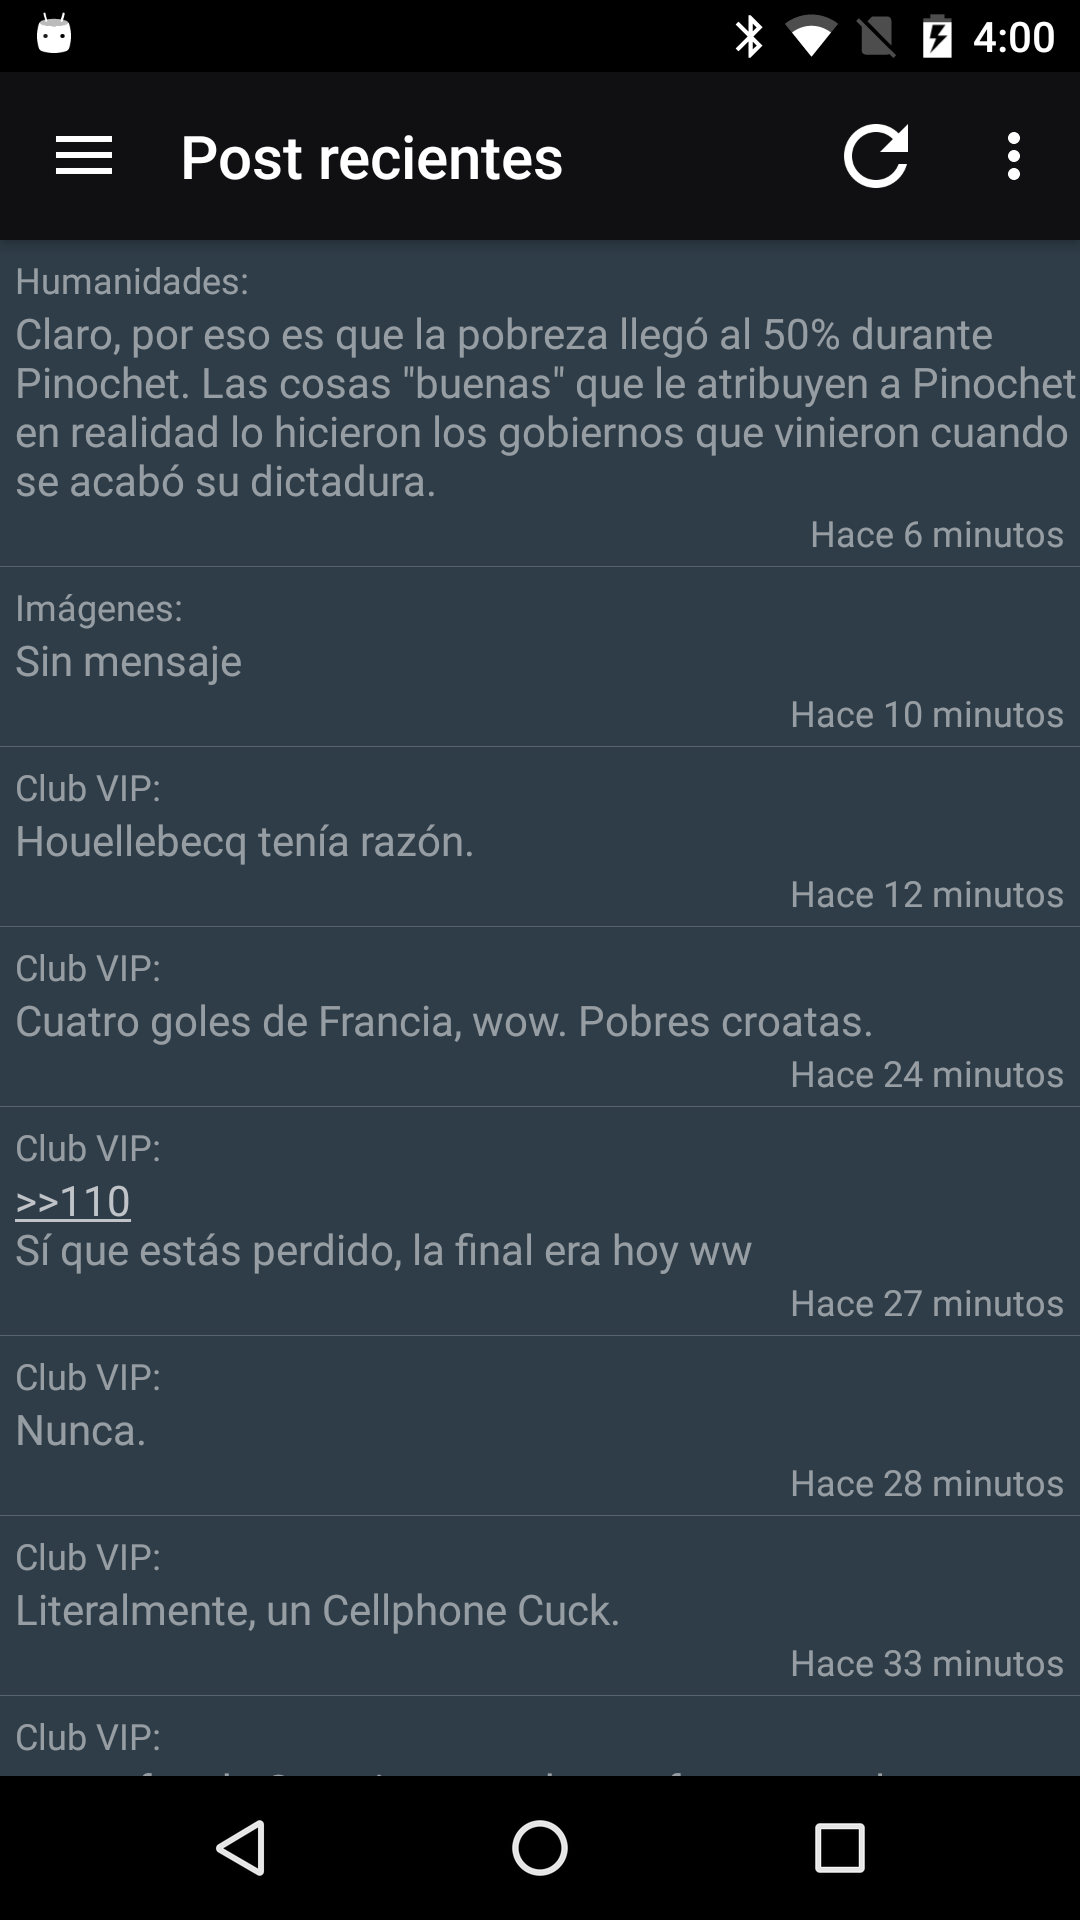 4:00
Post recientes
Humanidades:
Claro, por eso es que la pobreza llegó al 50% durante
Pinochet. Las cosas "buenas" que le atribuyen a Pinochet
en realidad lo hicieron los gobiernos que vinieron cuando
se acabó su dictadura.
Hace 6 minutos
Imágenes:
Sin mensaje
Hace 10 minutos
Club VIP:
Houellebecq tenía razón.
Hace 12 minutos
Club VIP:
Cuatro goles de Francia, wow. Pobres croatas.
Hace 24 minutos
Club VIP:
>>110
Sí que estás perdido, la final era hoy ww
Hace 27 minutos
Club VIP:
Nunca.
Hace 28 minutos
Club VIP:
Literalmente, un Cellphone Cuck.
Hace 33 minutos
Club VIP: